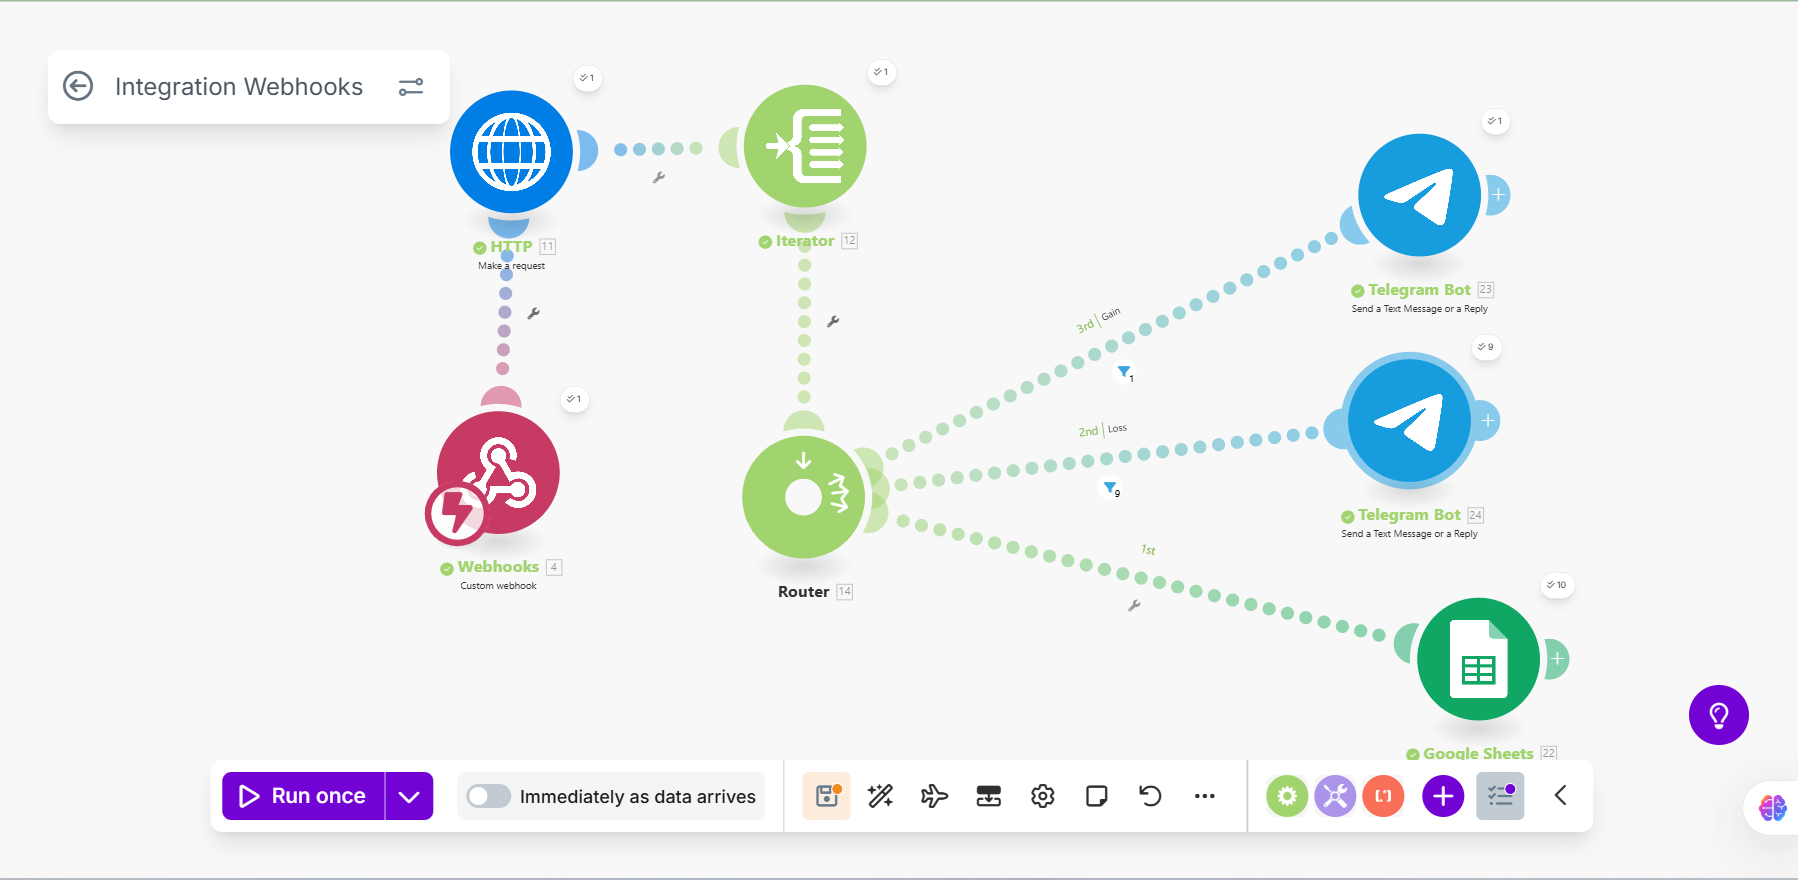 Integration Webhooks
1
1
1
HTTP 11
Make a request
Iterator 12
Telegram Bot 23
Send a Text Message or a Reply
3rd | Gain
1
9
2nd | Loss
9
1
Telegram Bot 24
Send a Text Message or a Reply
1st
Webhooks 4
Custom webhook
Router 14
10
Google Sheets 22
Run once
Immediately as data arrives